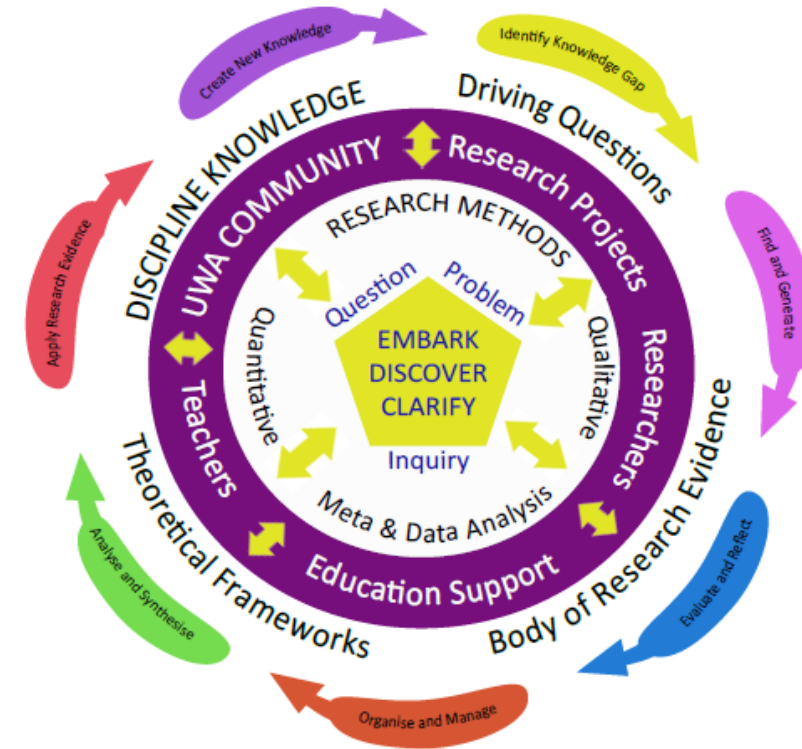 Create New Knowledge
Identify Knowledge Gap
Find and Generate
Evaluate and Reflect
Organise and Manage
Analyse and Synthesise
Apply Research Evidence
DISCIPLINE KNOWLEDGE
Driving Questions
Body of Research Evidence
Theoretical Frameworks
UWA COMMUNITY
Research Projects
Researchers
Education Support
Teachers
RESEARCH METHODS
Qualitative
Meta & Data Analysis
Quantitative
Question
Problem
Inquiry
EMBARK
DISCOVER
CLARIFY